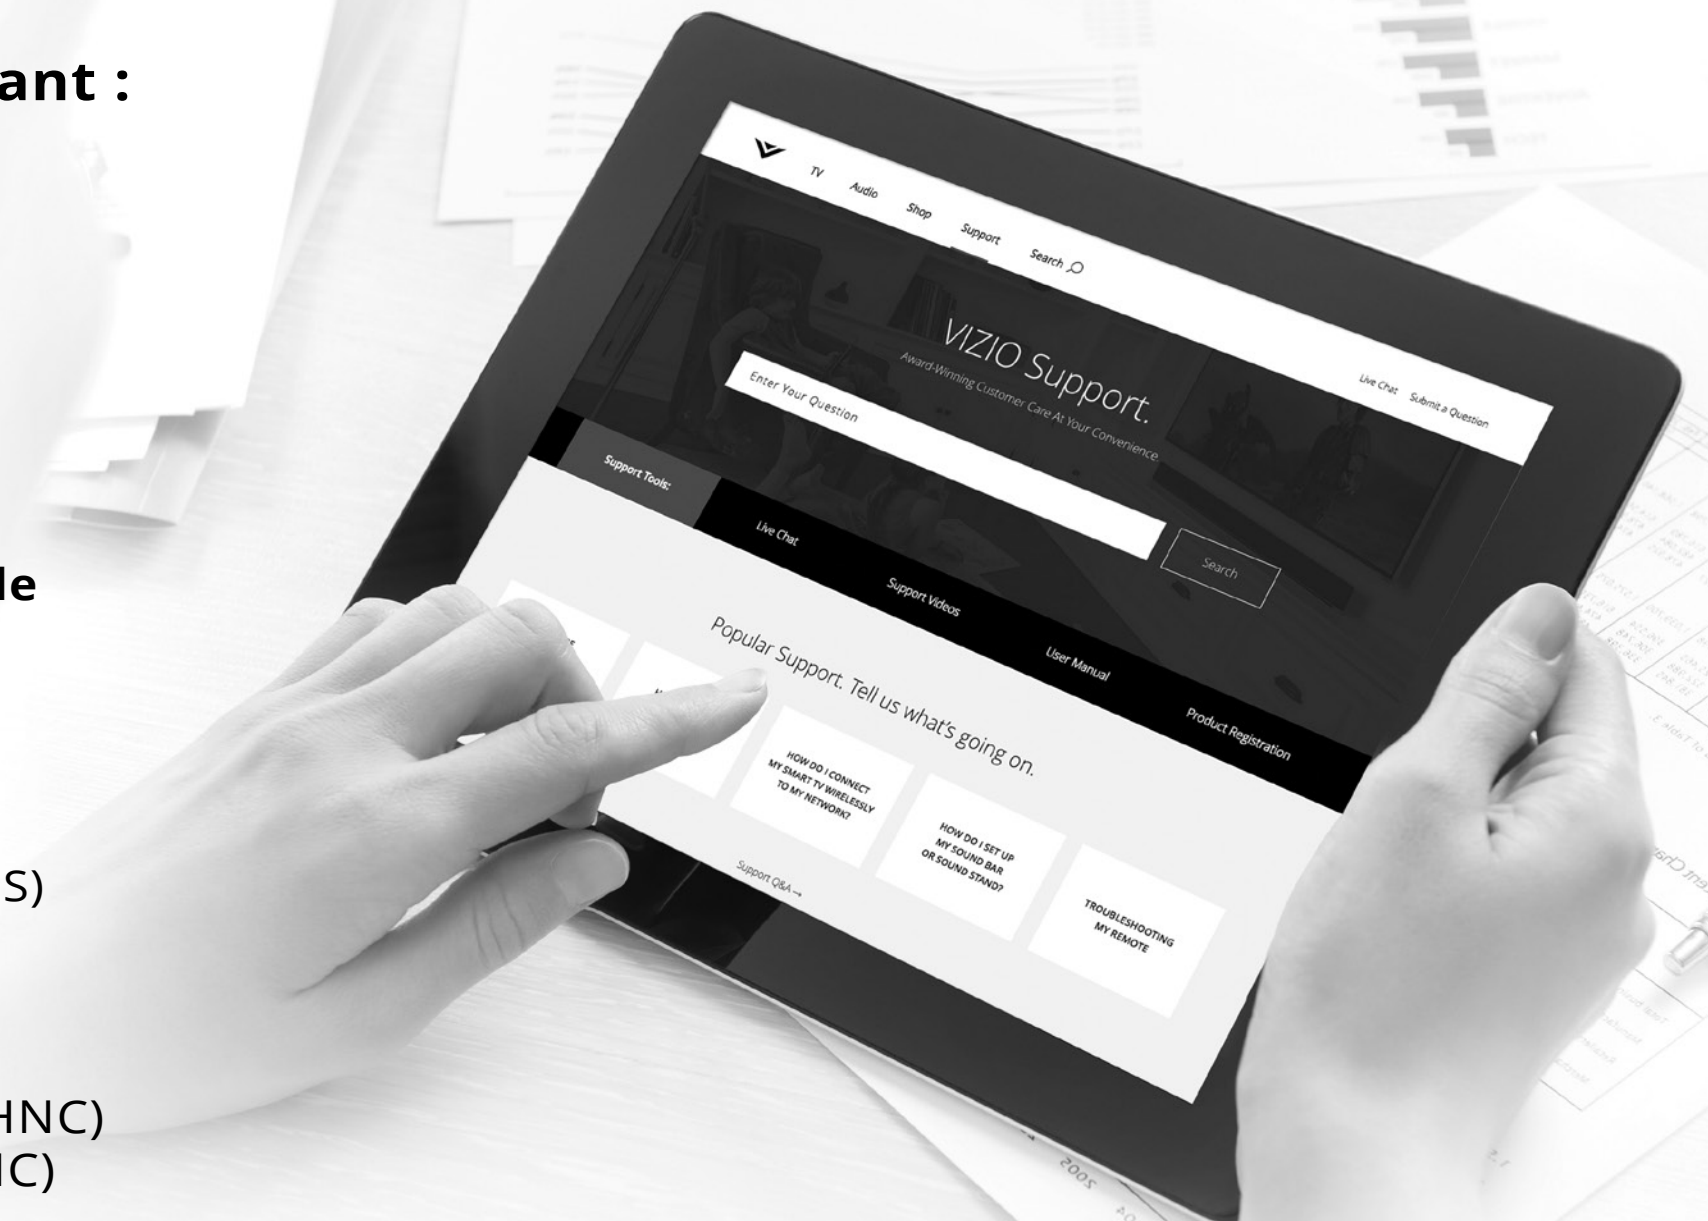 ant :
le
S)
HNC)
IC)
TV
Audio
Shop
Support
Search
Live Chat
Submit a Question
VIZIO Support.
Award-Winning Customer Care At Your Convenience.
Enter Your Question
Search
Support Tools:
Live Chat
Support Videos
User Manual
Product Registration
Popular Support. Tell us what's going on.
HOW DO I CONNECT
MY SMART TV WIRELESSLY
TO MY NETWORK?
HOW DO I SET UP
MY SOUND BAR
OR SOUND STAND?
TROUBLESHOOTING
MY REMOTE
Support Q&A →
2005